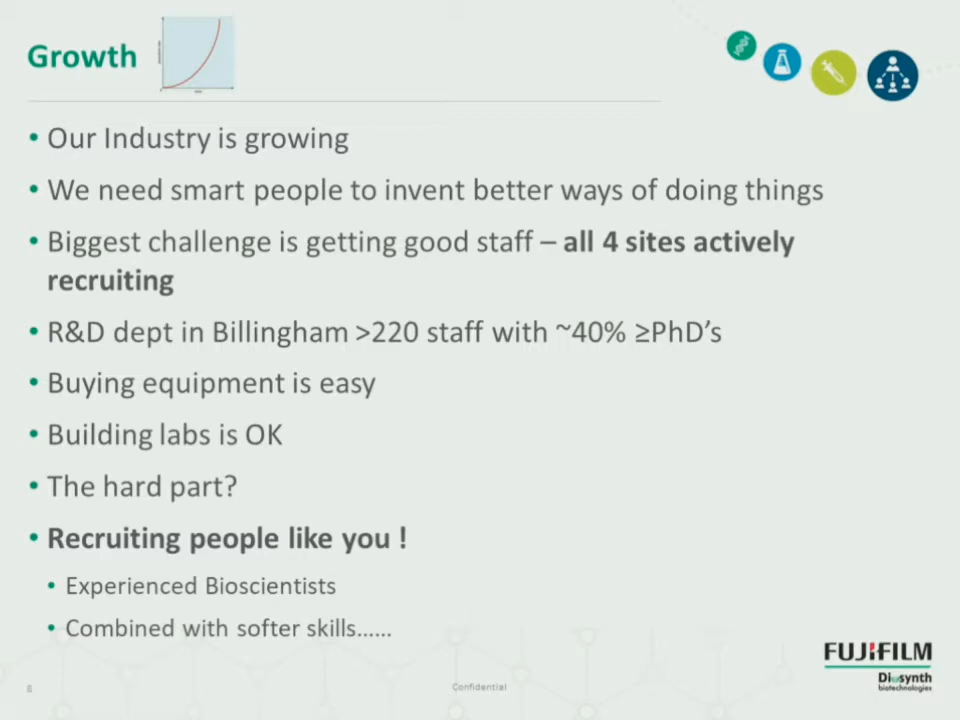 Growth
• Our Industry is growing
• We need smart people to invent better ways of doing things
• Biggest challenge is getting good staff – all 4 sites actively
recruiting
• R&D dept in Billingham >220 staff with ~40% ≥PhD's
• Buying equipment is easy
• Building labs is OK
• The hard part?
• Recruiting people like you !
• Experienced Bioscientists
• Combined with softer skills......
FUJIFILM
Diosynth
biotechnologies
8
Confidential